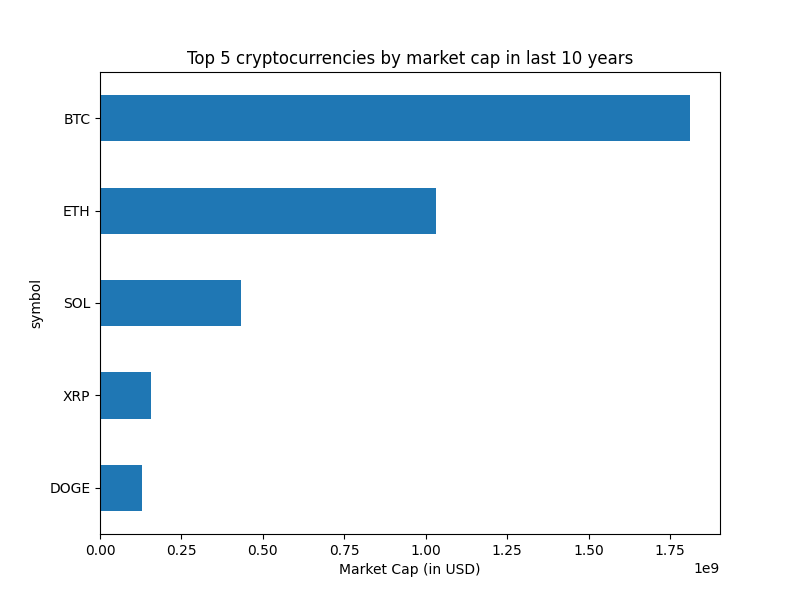 Top 5 cryptocurrencies by market cap in last 10 years
BTC
ETH
SOL
XRP
DOGE
symbol
0.00 0.25 0.50 0.75 1.00 1.25 1.50 1.75
1e9
Market Cap (in USD)